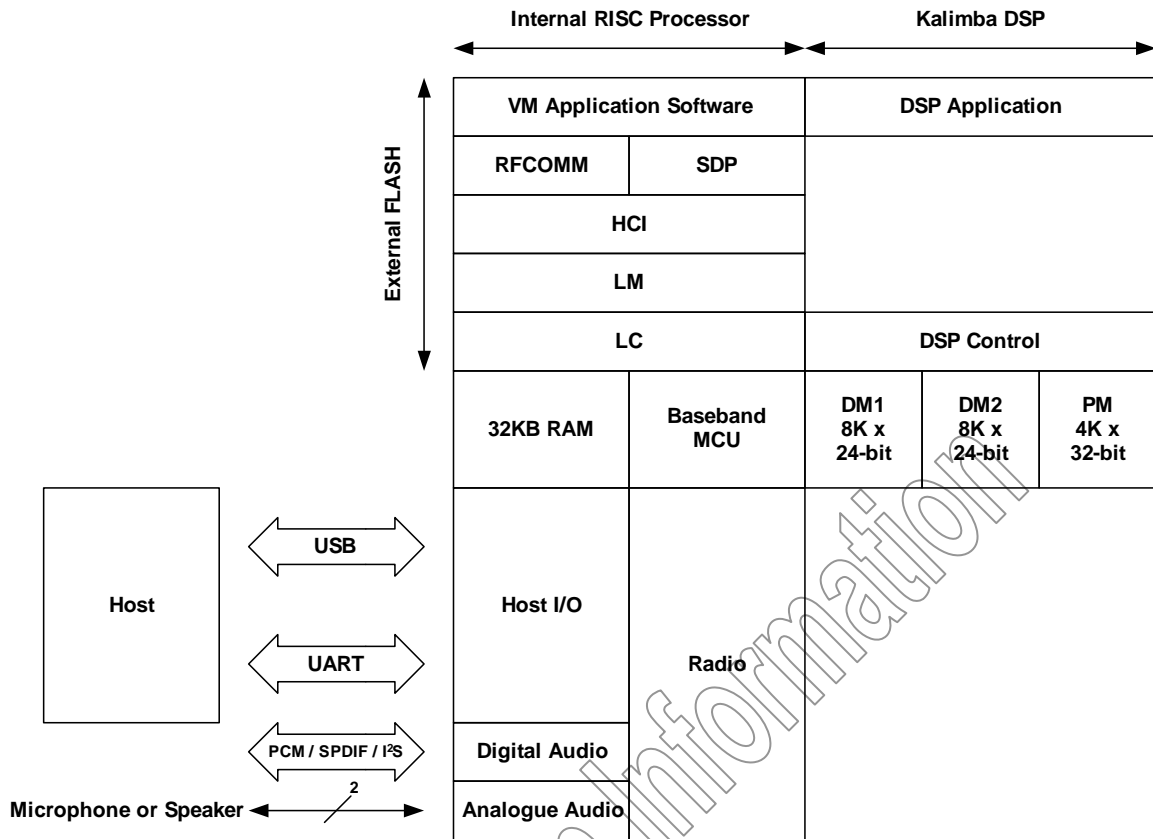 Internal RISC Processor
Kalimba DSP
External FLASH
VM Application Software
DSP Application
RFCOMM
SDP
HCI
LM
LC
DSP Control
32KB RAM
Baseband
MCU
DM1
8K x
24-bit
DM2
8K x
24-bit
PM
4K x
32-bit
Host
USB
UART
Host I/O
Radio
PCM / SPDIF / I²S
Digital Audio
2
Microphone or Speaker
Analogue Audio
Information